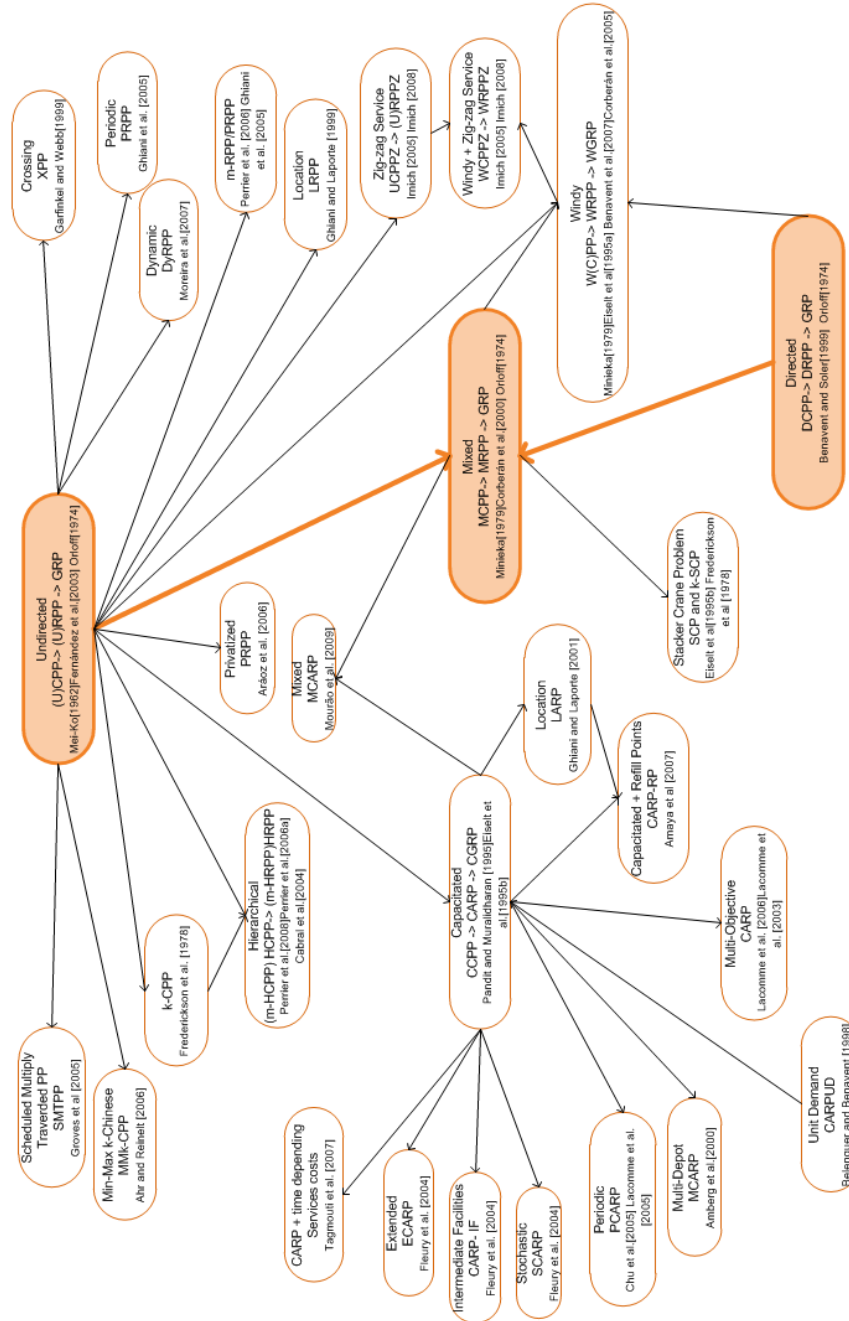 Crossing
XPP
Garfinkel and Webb[1999]
Periodic
PRPP
Ghiani et al. [2005]
Dynamic
DyRPP
Moreira et al.[2007]
m-RPP/PRPP
Perrier et al. [2006] Ghiani
et al. [2005]
Location
LRPP
Ghiani and Laporte [1999]
Zig-zag Service
UCPPZ -> (U)RPPZ
Imich [2005] Imich [2008]
Windy + Zig-zag Service
WCPPZ -> WRPPZ
Imich [2005] Imich [2008]
Windy
W(C)PP-> WRPP -> WGRP
Minieka[1979]Eiselt et al[1995a] Benavent et al.[2007]Corberán et al.[2005]
Undirected
(U)CPP-> (U)RPP -> GRP
Mei-Ko[1962]Fernández et al.[2003] Orloff[1974]
Mixed
MCPP-> MRPP -> GRP
Minieka[1979]Corberán et al.[2000] Orloff[1974]
Directed
DCPP-> DRPP -> GRP
Benavent and Soler[1999] Orloff[1974]
Privatized
PRPP
Aráoz et al. [2006]
Mixed
MCARP
Mourão et al. [2009]
Location
LARP
Ghiani and Laporte [2001]
Stacker Crane Problem
SCP and k-SCP
Eiselt et al[1995b] Frederickson
et al [1978]
Capacitated + Refill Points
CARP-RP
Amaya et al [2007]
Hierarchical
(m-HCPP) HCPP-> (m-HRPP)HRPP
Perrier et al.[2008]Perrier et al.[2006a]
Cabral et al.[2004]
Capacitated
CCPP -> CARP -> CGRP
Pandit and Muralidharan [1995]Eiselt et
al.[1995b]
Multi-Objective
CARP
Lacomme et al. [2006]Lacomme et
al. [2003]
k-CPP
Frederickson et al. [1978]
Scheduled Multiply
Traverded PP
SMTPP
Groves et al [2005]
Min-Max k-Chinese
MMk-CPP
Ahr and Reinelt [2006]
CARP + time depending
Services costs
Tagmouti et al. [2007]
Extended
ECARP
Fleury et al. [2004]
Intermediate Facilities
CARP- IF
Fleury et al. [2004]
Stochastic
SCARP
Fleury et al. [2004]
Periodic
PCARP
Chu et al.[2005] Lacomme et al.
[2005]
Multi-Depot
MCARP
Amberg et al.[2000]
Unit Demand
CARPUD
Belenguer and Benavent [1998]